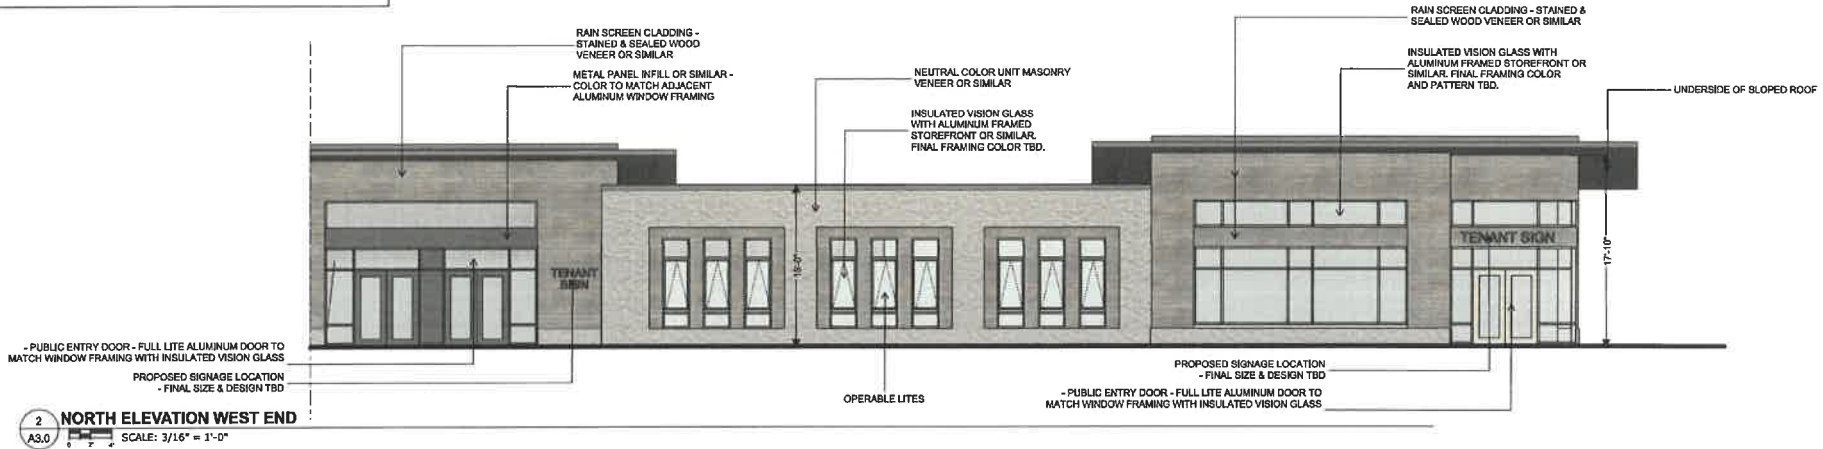 RAIN SCREEN CLADDING -
STAINED & SEALED WOOD
VENEER OR SIMILAR
METAL PANEL INFILL OR SIMILAR -
COLOR TO MATCH ADJACENT
ALUMINUM WINDOW FRAMING
NEUTRAL COLOR UNIT MASONRY
VENEER OR SIMILAR
INSULATED VISION GLASS
WITH ALUMINUM FRAMED
STOREFRONT OR SIMILAR.
FINAL FRAMING COLOR TBD.
RAIN SCREEN CLADDING - STAINED &
SEALED WOOD VENEER OR SIMILAR
INSULATED VISION GLASS WITH
ALUMINUM FRAMED STOREFRONT OR
SIMILAR. FINAL FRAMING COLOR
AND PATTERN TBD.
UNDERSIDE OF SLOPED ROOF
TENANT
SIGN
TENANT SIGN
17'-10"
- PUBLIC ENTRY DOOR - FULL LITE ALUMINUM DOOR TO
MATCH WINDOW FRAMING WITH INSULATED VISION GLASS
PROPOSED SIGNAGE LOCATION
- FINAL SIZE & DESIGN TBD
OPERABLE LITES
PROPOSED SIGNAGE LOCATION
- FINAL SIZE & DESIGN TBD
- PUBLIC ENTRY DOOR - FULL LITE ALUMINUM DOOR TO
MATCH WINDOW FRAMING WITH INSULATED VISION GLASS
2
A3.0
NORTH ELEVATION WEST END
0 2' 4'
SCALE: 3/16" = 1'-0"